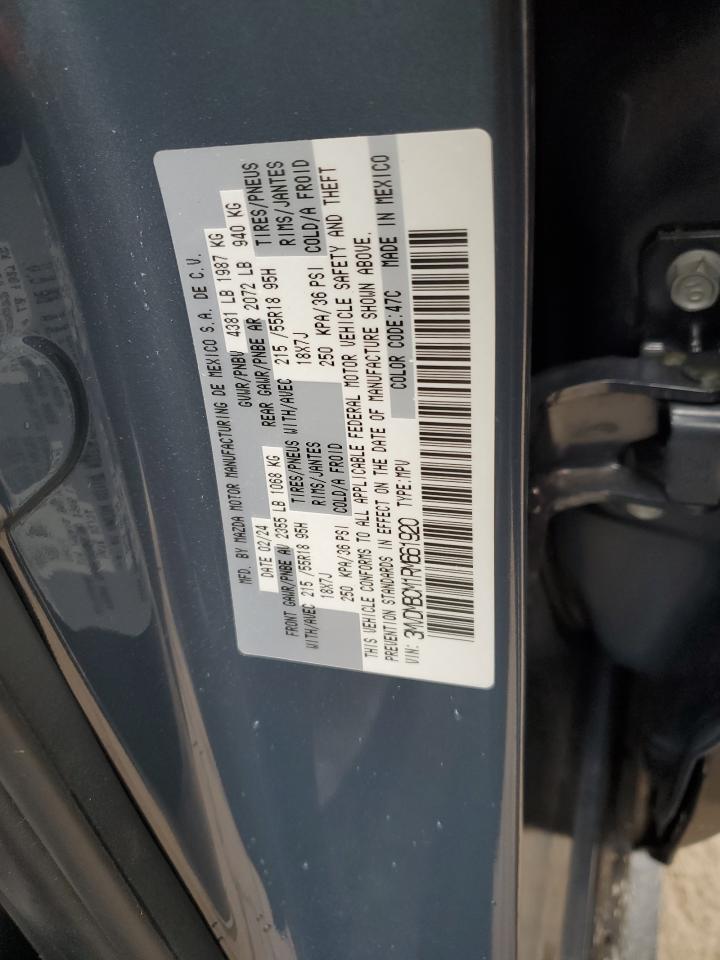 MFD. BY MAZDA MOTOR MANUFACTURING DE MEXICO S.A. DE C.V.
DATE 02/24 GVWR/PNBV 4381 LB 1987 KG
FRONT GAWR/PNBE AV 2355 LB 1068 KG REAR GAWR/PNBE AR 2072 LB 940 KG
WITH/AVEC 215 /55R18 95H TIRES/PNEUS WITH/AVEC 215 /55R18 95H TIRES/PNEUS
18X7J RIMS/JANTES 18X7J RIMS/JANTES
250 KPA/36 PSI COLD/A FROID 250 KPA/36 PSI COLD/A FROID
THIS VEHICLE CONFORMS TO ALL APPLICABLE FEDERAL MOTOR VEHICLE SAFETY AND THEFT
PREVENTION STANDARDS IN EFFECT ON THE DATE OF MANUFACTURE SHOWN ABOVE.
VIN: 3MVDMBCM1RM661920 TYPE:MPV COLOR CODE:47C MADE IN MEXICO